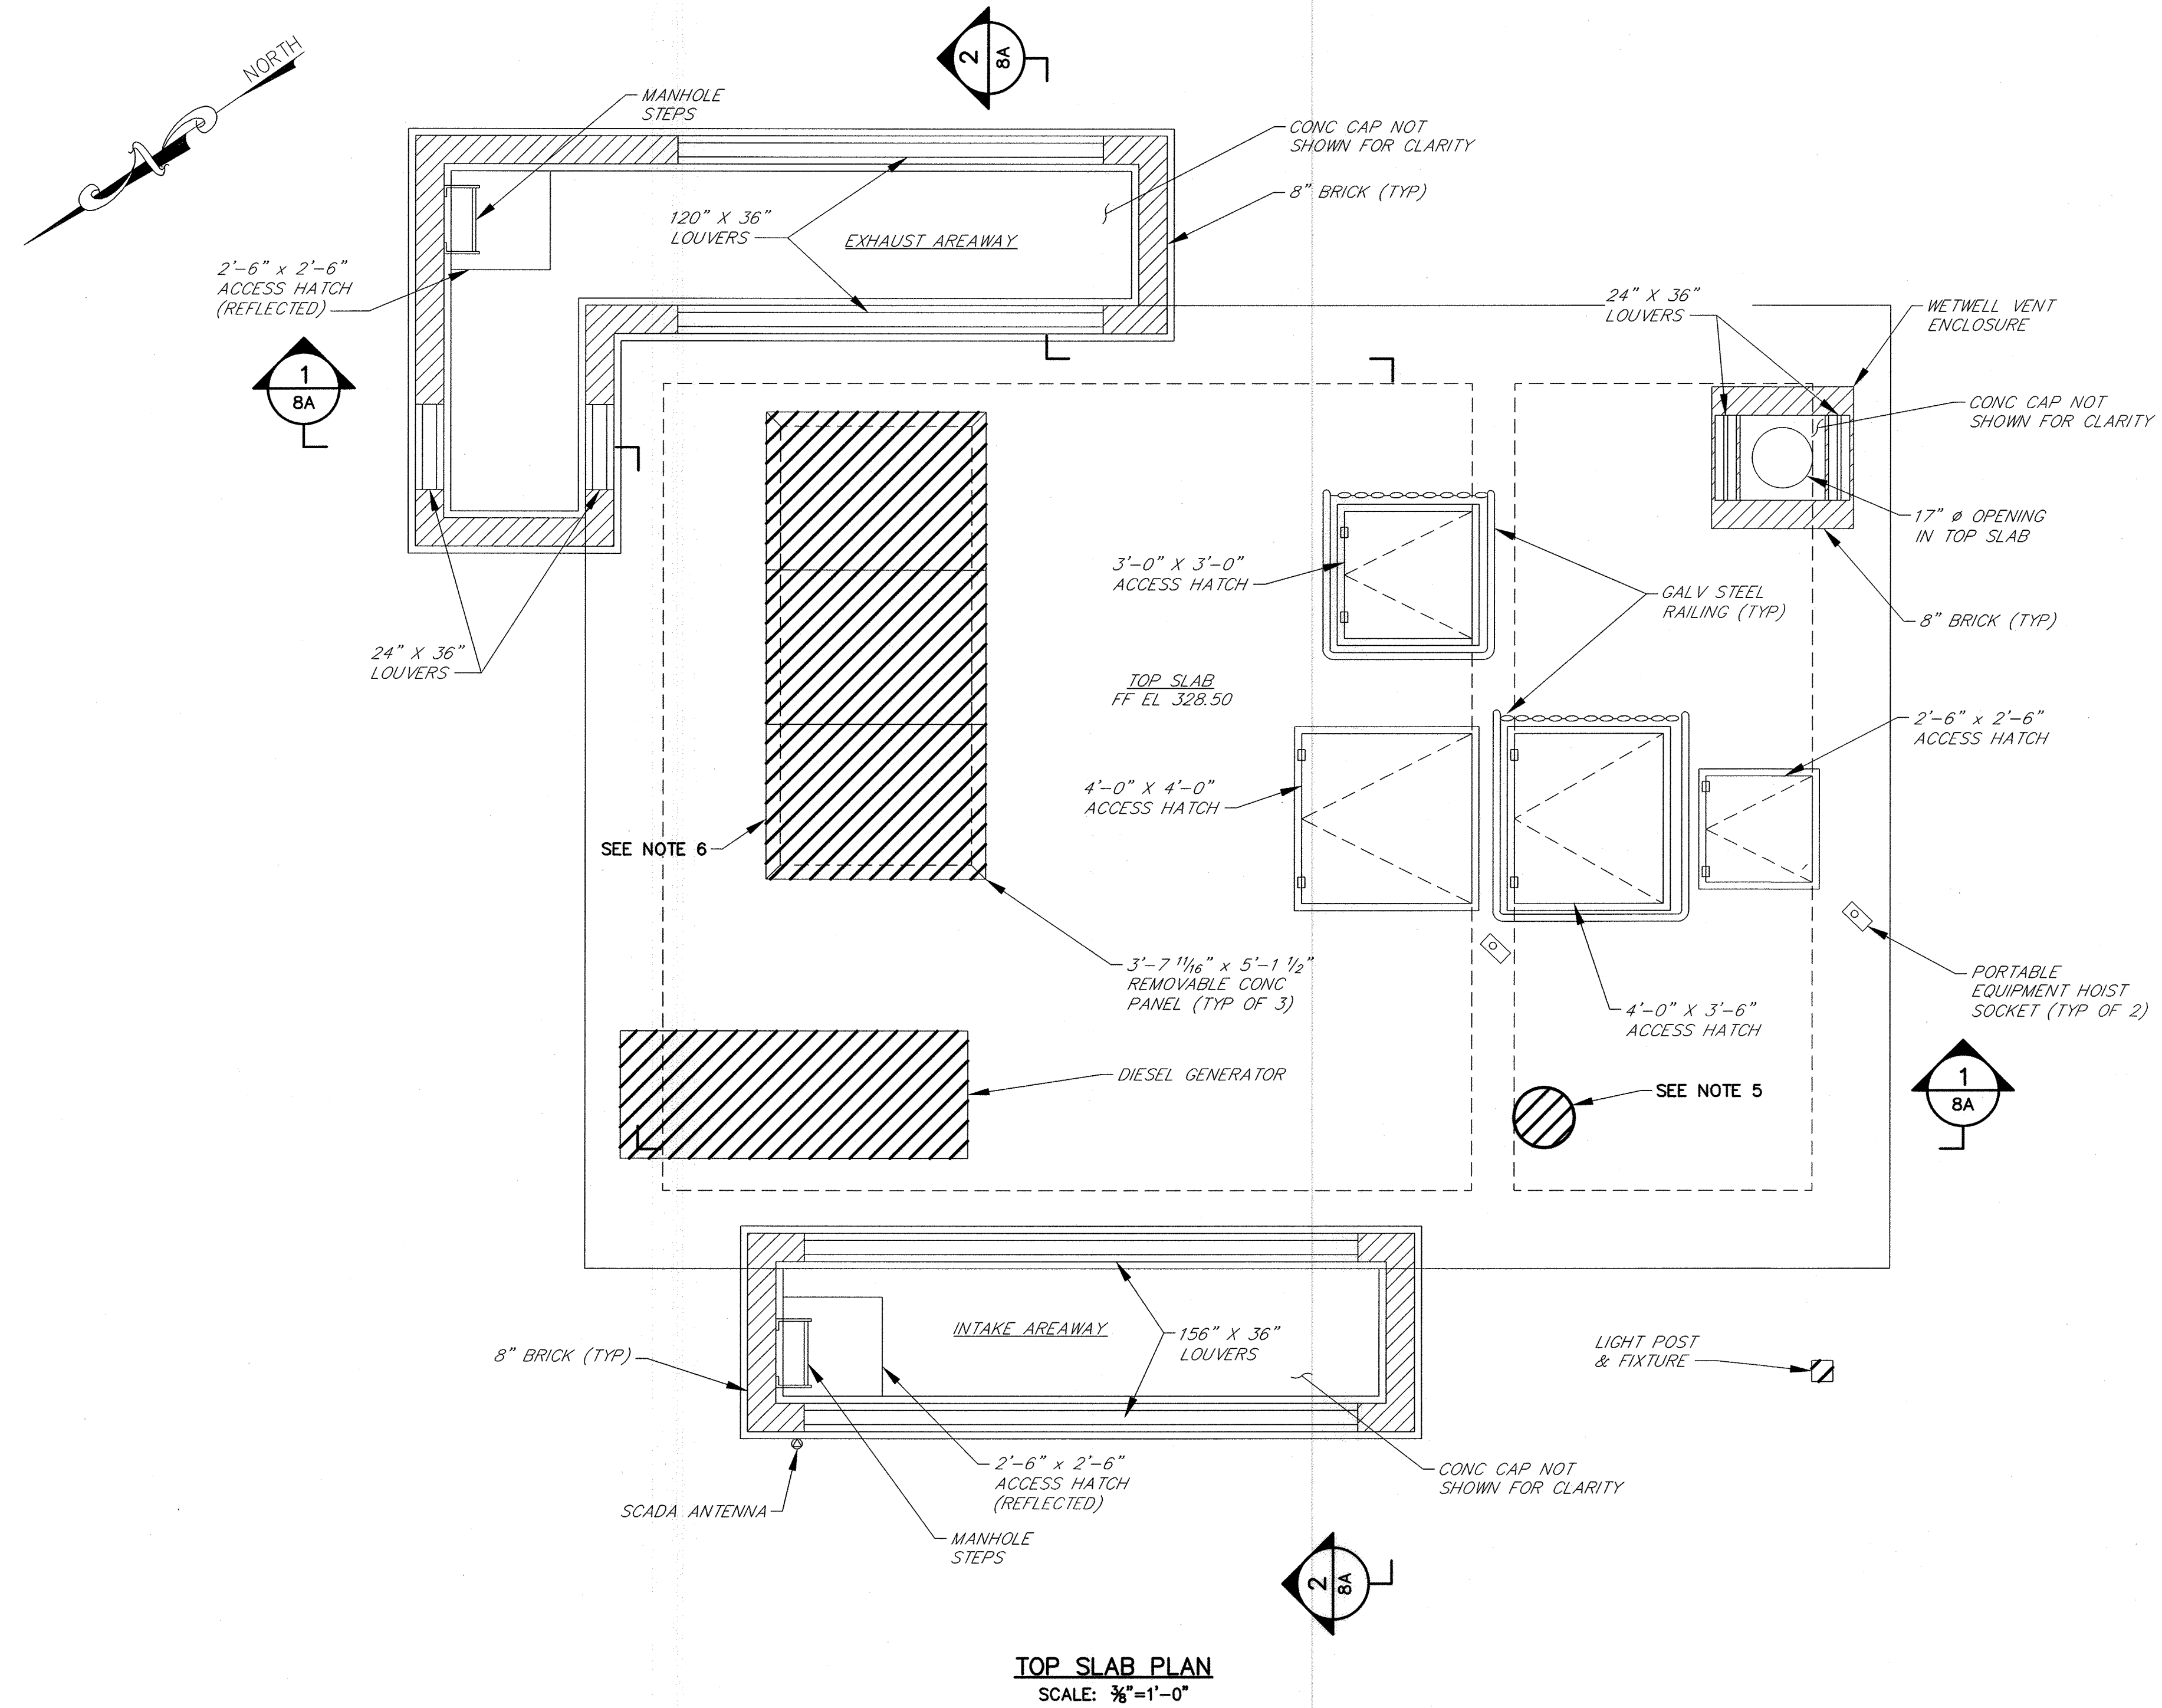 NORTH
2
8A
MANHOLE
STEPS
CONC CAP NOT
SHOWN FOR CLARITY
8" BRICK (TYP)
120" X 36"
LOUVERS
EXHAUST AREAWAY
2'-6" x 2'-6"
ACCESS HATCH
(REFLECTED)
24" X 36"
LOUVERS
WETWELL VENT
ENCLOSURE
1
8A
CONC CAP NOT
SHOWN FOR CLARITY
17" ø OPENING
IN TOP SLAB
3'-0" X 3'-0"
ACCESS HATCH
GALV STEEL
RAILING (TYP)
8" BRICK (TYP)
24" X 36"
LOUVERS
TOP SLAB
FF EL 328.50
2'-6" x 2'-6"
ACCESS HATCH
4'-0" X 4'-0"
ACCESS HATCH
SEE NOTE 6
3'-7 11/16" x 5'-1 1/2"
REMOVABLE CONC
PANEL (TYP OF 3)
PORTABLE
EQUIPMENT HOIST
SOCKET (TYP OF 2)
4'-0" X 3'-6"
ACCESS HATCH
DIESEL GENERATOR
SEE NOTE 5
1
8A
INTAKE AREAWAY
156" X 36"
LOUVERS
8" BRICK (TYP)
LIGHT POST
& FIXTURE
2'-6" x 2'-6"
ACCESS HATCH
(REFLECTED)
CONC CAP NOT
SHOWN FOR CLARITY
SCADA ANTENNA
MANHOLE
STEPS
2
8A
TOP SLAB PLAN
SCALE: 3/8"=1'-0"